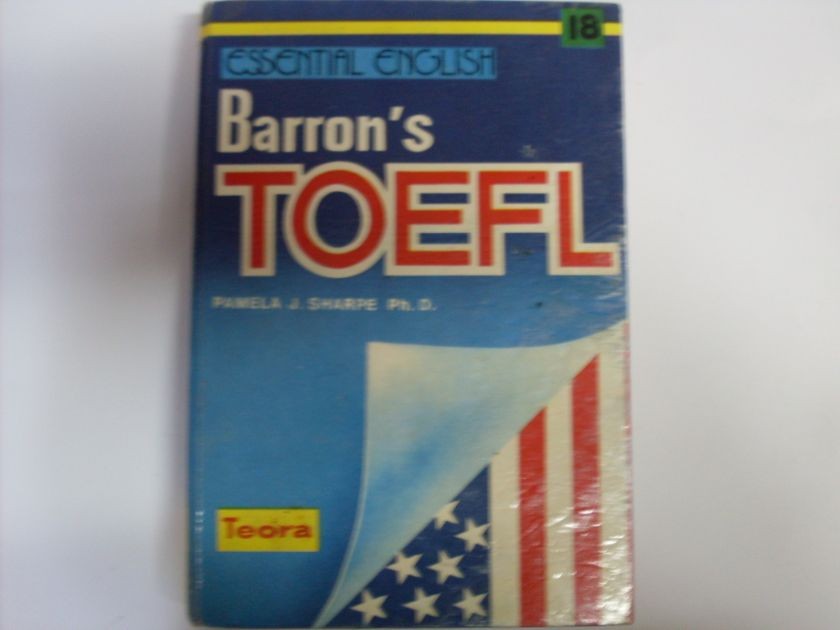 18
ESSENTIAL ENGLISH
Barron's
TOEFL
PAMELA J. SHARPE Ph.D.
Teora